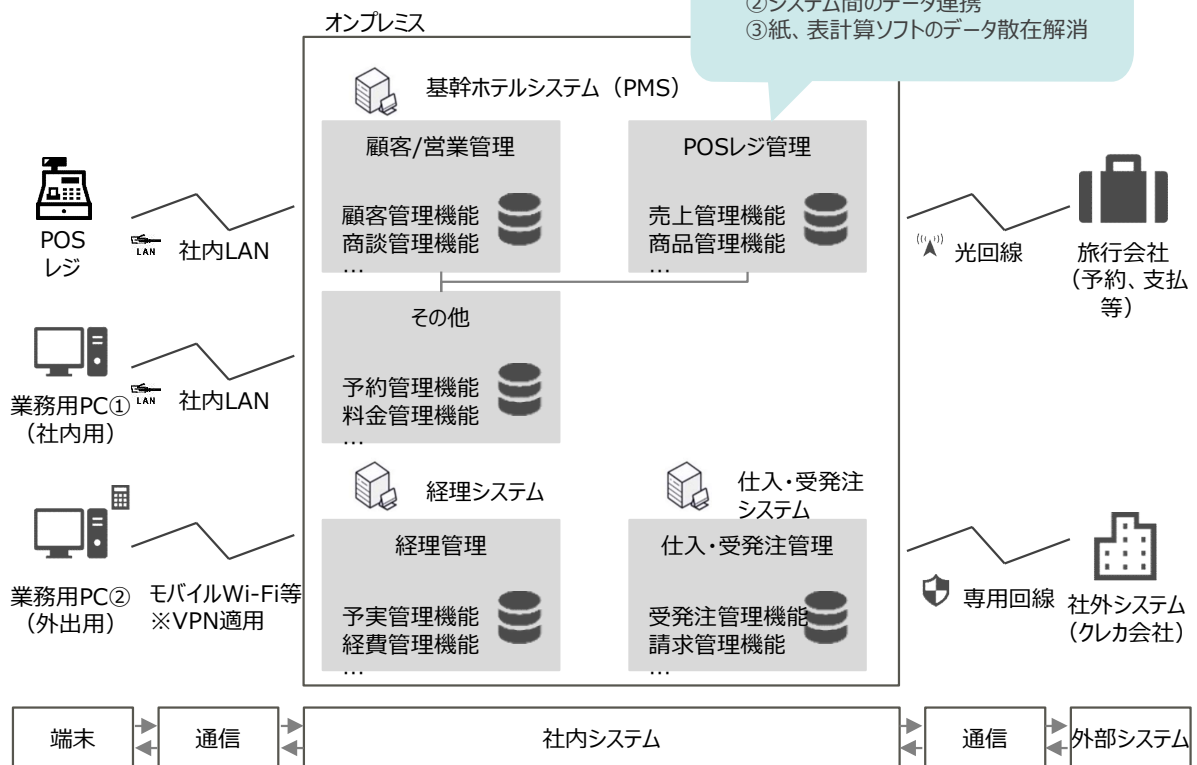 ②システム間のデータ連携
③紙、表計算ソフトのデータ散在解消
オンプレミス
基幹ホテルシステム（PMS）
顧客/営業管理
顧客管理機能
商談管理機能
…
POSレジ管理
売上管理機能
商品管理機能
…
その他
予約管理機能
料金管理機能
…
経理システム
経理管理
予実管理機能
経費管理機能
…
仕入・受発注
システム
仕入・受発注管理
受発注管理機能
請求管理機能
…
POS
レジ
LAN
社内LAN
業務用PC①
（社内用）
LAN
社内LAN
業務用PC②
（外出用）
モバイルWi-Fi等
※VPN適用
光回線
旅行会社
（予約、支払
等）
専用回線
社外システム
（クレカ会社）
端末
通信
社内システム
通信
外部システム